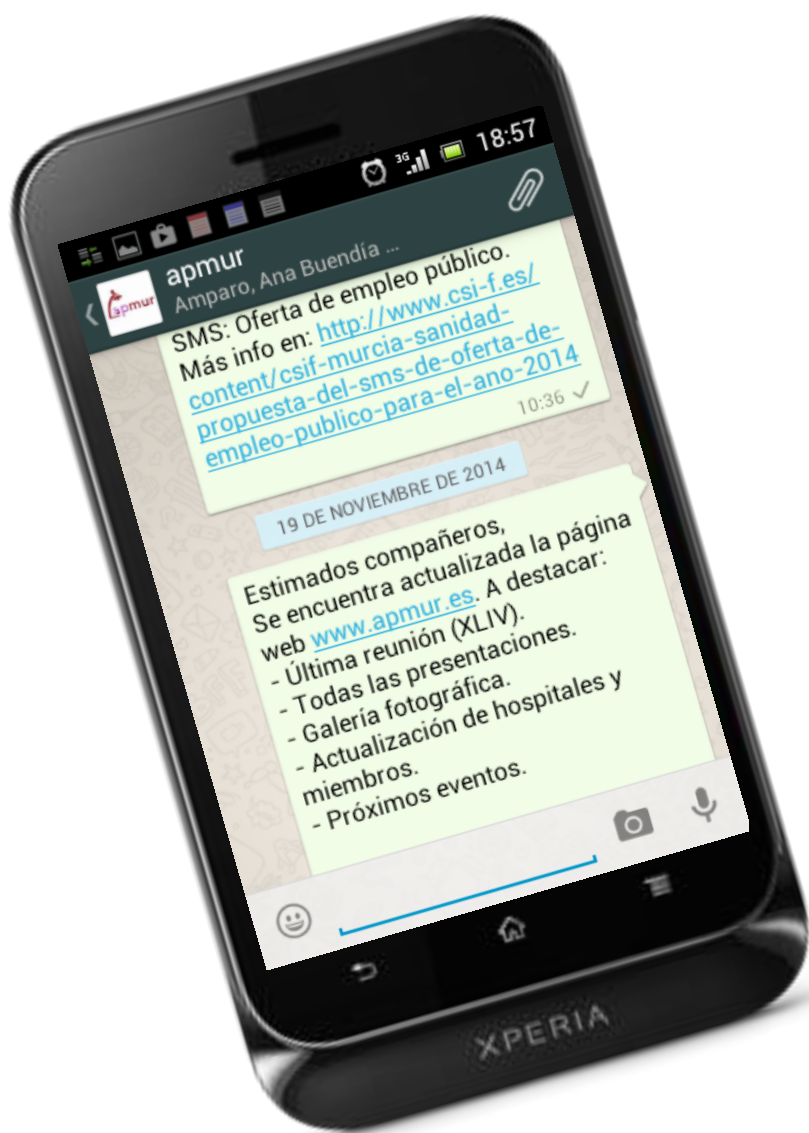 18:57
apmur
apmur
Amparo, Ana Buendía ...
SMS: Oferta de empleo público.
Más info en: http://www.csi-f.es/
content/csif-murcia-sanidad-
propuesta-del-sms-de-oferta-de-
empleo-publico-para-el-ano-2014
10:36
19 DE NOVIEMBRE DE 2014
Estimados compañeros,
Se encuentra actualizada la página
web www.apmur.es. A destacar:
- Última reunión (XLIV).
- Todas las presentaciones.
- Galería fotográfica.
- Actualización de hospitales y
miembros.
- Próximos eventos.
XPERIA